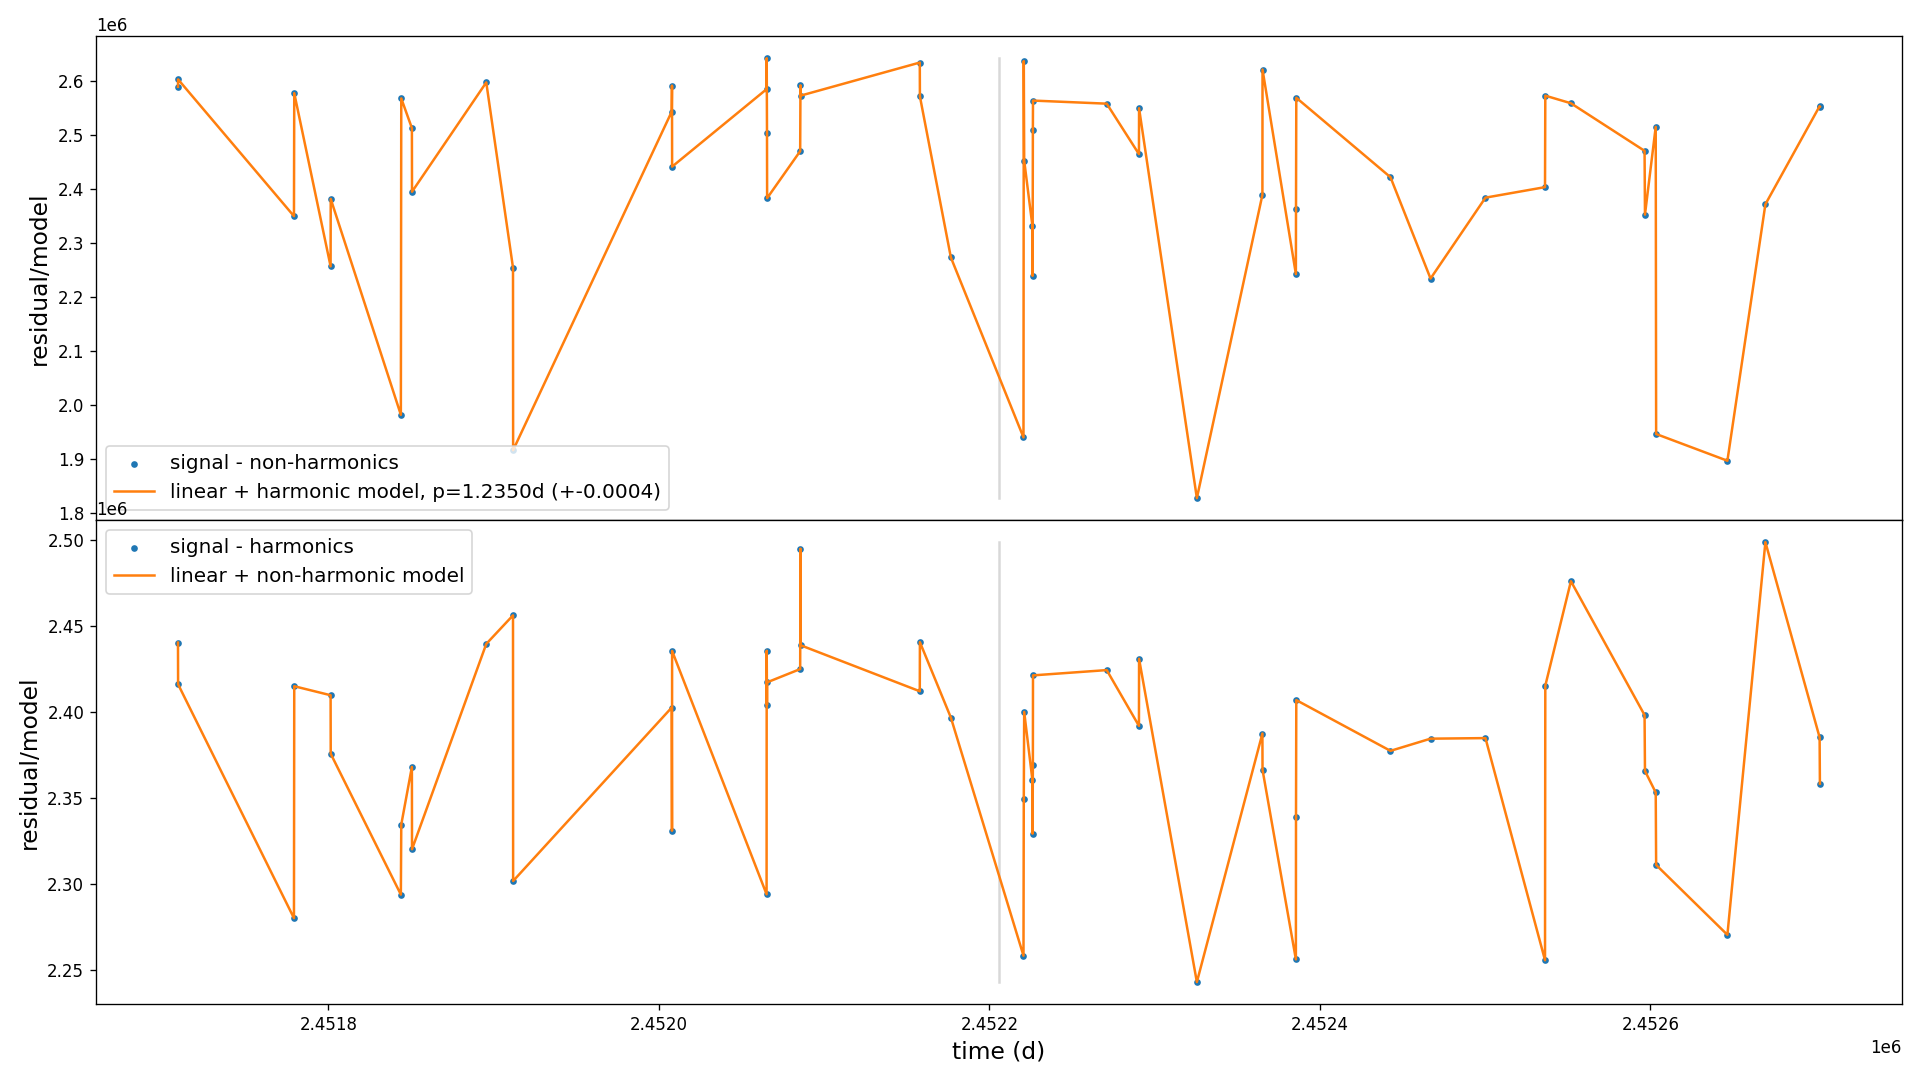 1e6
2.6
2.5
2.4
2.3
2.2
2.1
2.0
1.9
1.8
residual/model
signal - non-harmonics
linear + harmonic model, p=1.2350d (+-0.0004)
1e6
2.50
2.45
2.40
2.35
2.30
2.25
residual/model
signal - harmonics
linear + non-harmonic model
2.4518 2.4520 2.4522 2.4524 2.4526
1e6
time (d)